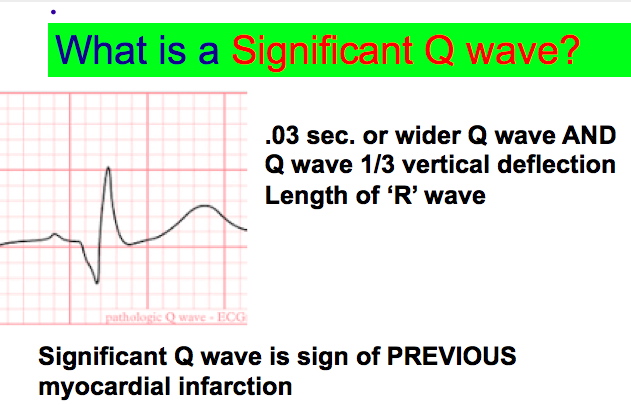 What is a Significant Q wave?
.03 sec. or wider Q wave AND
Q wave 1/3 vertical deflection
Length of ‘R’ wave
pathologic Q wave - ECG
Significant Q wave is sign of PREVIOUS
myocardial infarction